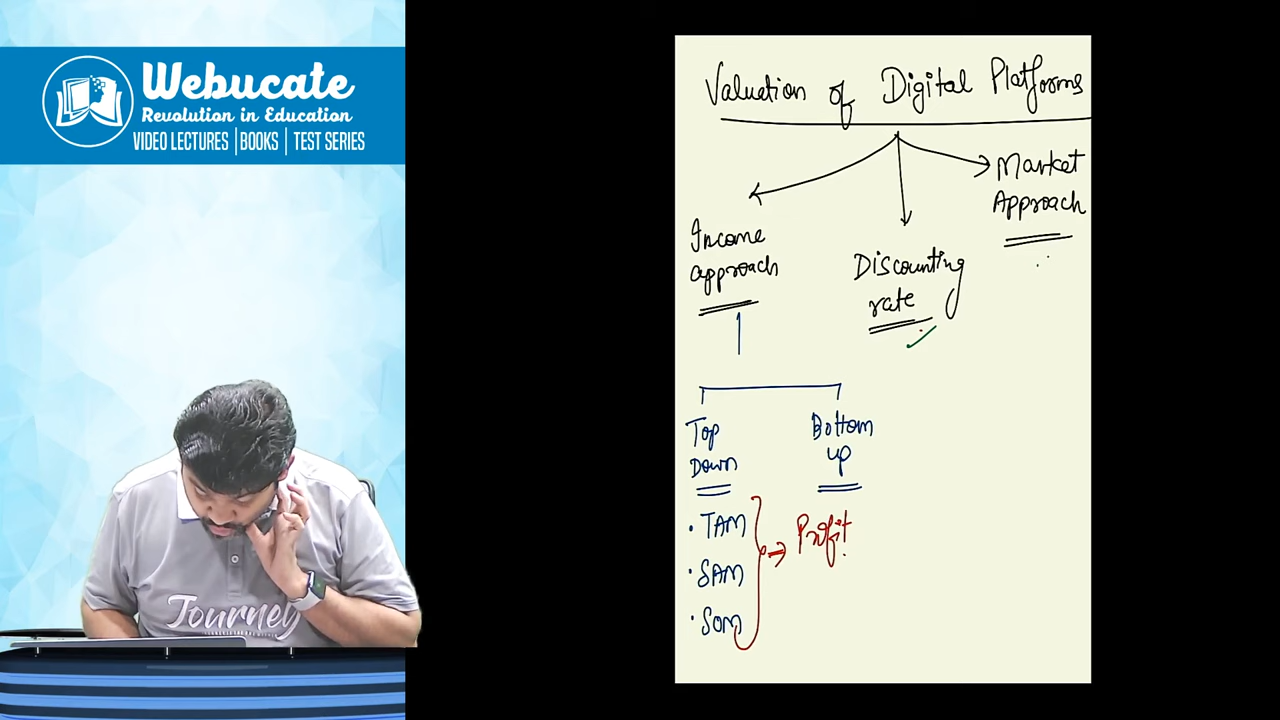 Webucate
Revolution in Education
VIDEO LECTURES | BOOKS | TEST SERIES
Valuation of Digital Platforms
Market
Approach
Income
approach
Discounting
rate
Top
Down
Bottom
up
• TAM
• SAM
• SOM
Profit
Journey